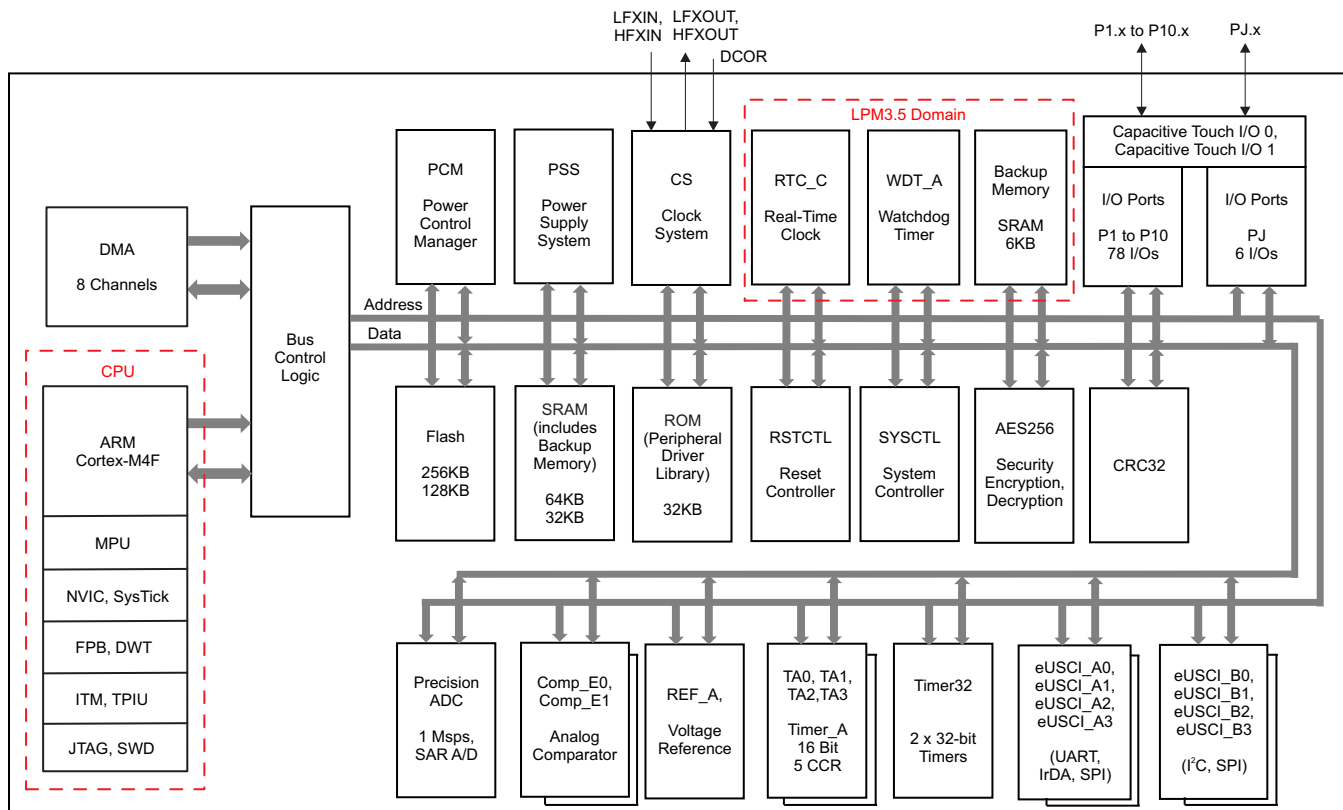 LFXIN,
HFXIN
LFXOUT,
HFXOUT
DCOR
P1.x to P10.x
PJ.x
LPM3.5 Domain
Capacitive Touch I/O 0,
Capacitive Touch I/O 1
PCM
Power
Control
Manager
PSS
Power
Supply
System
CS
Clock
System
RTC_C
Real-Time
Clock
WDT_A
Watchdog
Timer
Backup
Memory
SRAM
6KB
I/O Ports
P1 to P10
78 I/Os
I/O Ports
PJ
6 I/Os
DMA
8 Channels
Bus
Control
Logic
Address
Data
CPU
ARM
Cortex-M4F
MPU
NVIC, SysTick
FPB, DWT
ITM, TPIU
JTAG, SWD
Flash
256KB
128KB
SRAM
(includes
Backup
Memory)
64KB
32KB
ROM
(Peripheral
Driver
Library)
32KB
RSTCTL
Reset
Controller
SYSCTL
System
Controller
AES256
Security
Encryption,
Decryption
CRC32
Precision
ADC
1 Msps,
SAR A/D
Comp_E0,
Comp_E1
Analog
Comparator
REF_A,
Voltage
Reference
TA0, TA1,
TA2,TA3
Timer_A
16 Bit
5 CCR
Timer32
2 x 32-bit
Timers
eUSCI_A0,
eUSCI_A1,
eUSCI_A2,
eUSCI_A3
(UART,
IrDA, SPI)
eUSCI_B0,
eUSCI_B1,
eUSCI_B2,
eUSCI_B3
(I²C, SPI)